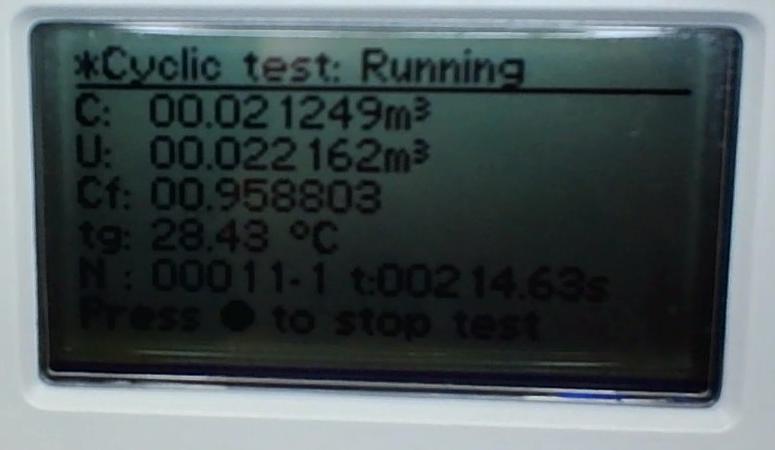 *Cyclic test: Running
C: 00.021249m³
U: 00.022162m³
Cf: 00.958803
tg: 28.43 °C
N : 00011-1 t:00214.63s
Press ● to stop test